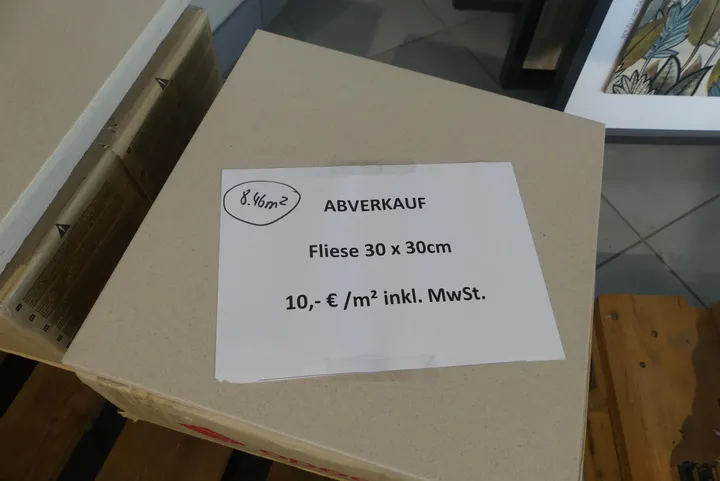 8.46m²
ABVERKAUF
Fliese 30 x 30cm
10,- € /m² inkl. MwSt.